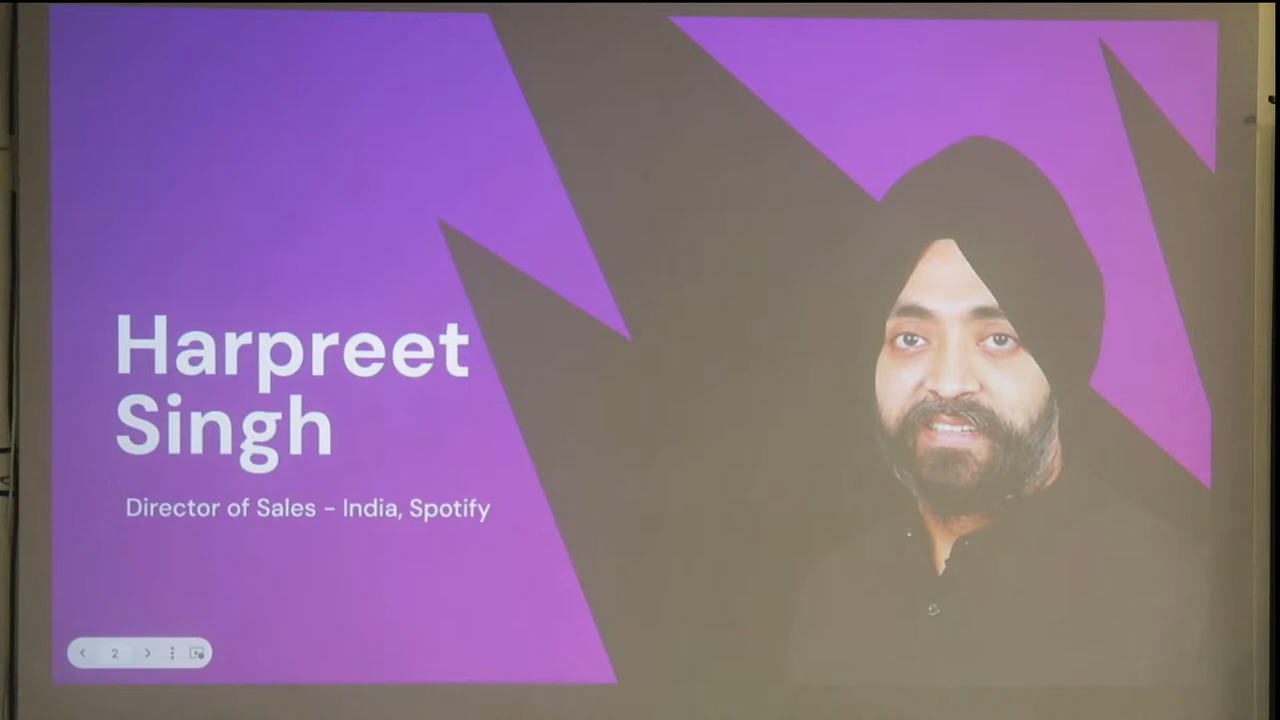 Harpreet
Singh
Director of Sales - India, Spotify
2